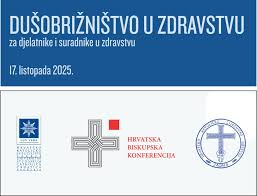 DUŠOBRIŽNIŠTVO U ZDRAVSTVU
za djelatnike i suradnike u zdravstvu
17. listopada 2025.
HRVATSKA
BISKUPSKA
KONFERENCIJA